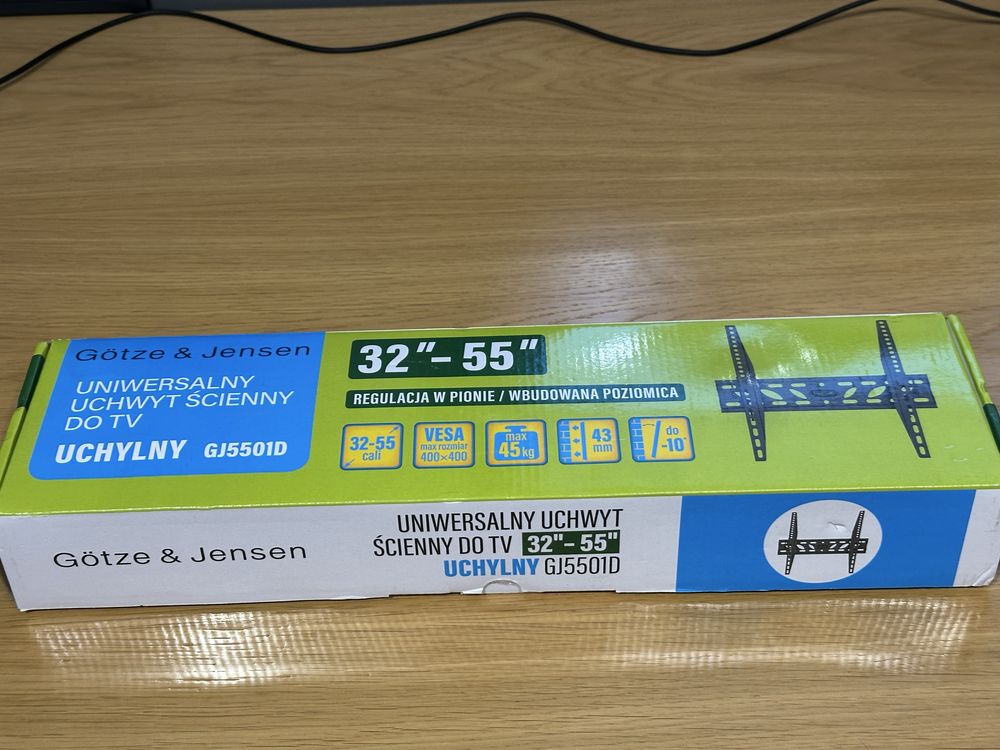 Götze & Jensen
UNIWERSALNY
UCHWYT ŚCIENNY
DO TV
UCHYLNY GJ5501D
32"- 55"
REGULACJA W PIONIE / WBUDOWANA POZIOMICA
32-55
cali
VESA
max rozmiar
400×400
max
45kg
43
mm
do
-10°
Götze & Jensen
UNIWERSALNY UCHWYT
ŚCIENNY DO TV 32"- 55"
UCHYLNY GJ5501D